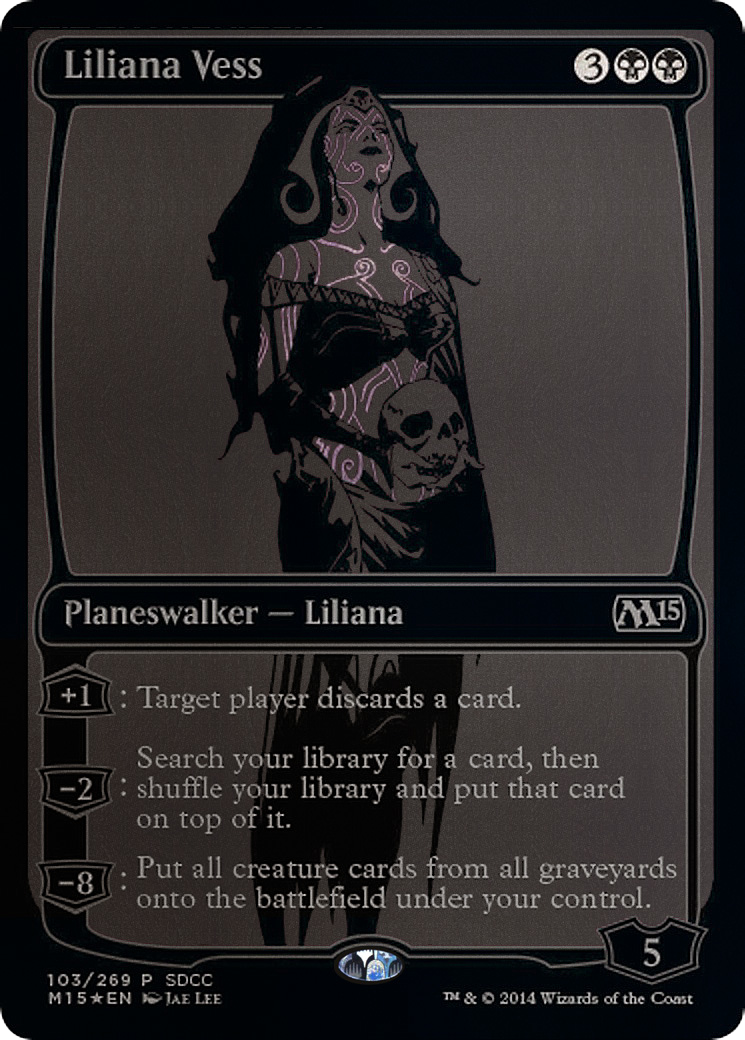 Liliana Vess 3
Planeswalker — Liliana M15
+1 : Target player discards a card.
−2 : Search your library for a card, then
shuffle your library and put that card
on top of it.
−8 : Put all creature cards from all graveyards
onto the battlefield under your control.
5
103/269 P SDCC
M15★EN Jae Lee
™ & © 2014 Wizards of the Coast